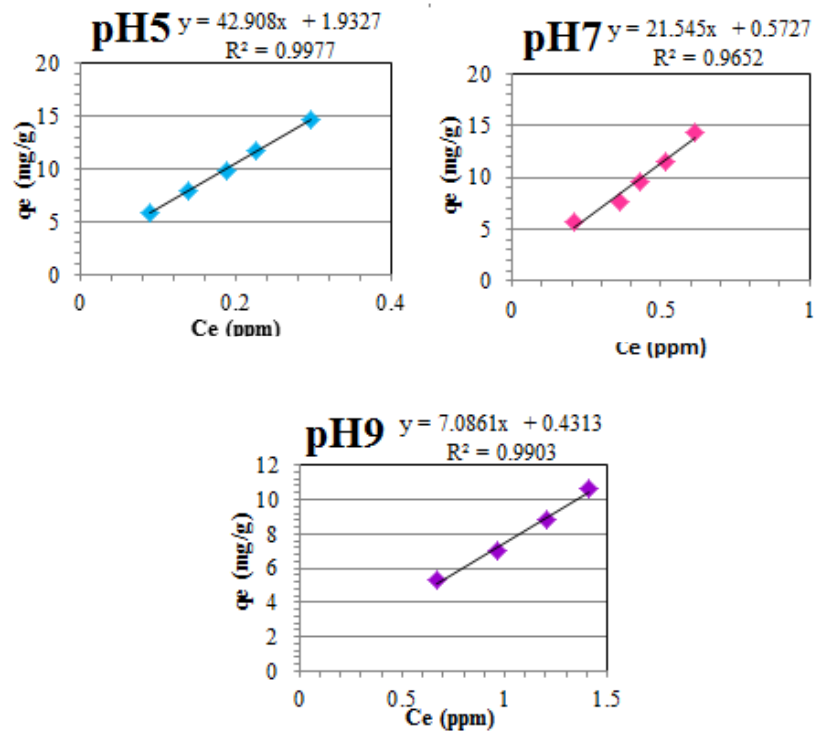 pH5 y = 42.908x + 1.9327
R² = 0.9977
20
15
10
5
0
qe (mg/g)
0 0.2 0.4
Ce (ppm)
pH7 y = 21.545x + 0.5727
R² = 0.9652
20
15
10
5
0
qe (mg/g)
0 0.5 1
Ce (ppm)
pH9 y = 7.0861x + 0.4313
R² = 0.9903
12
10
8
6
4
2
0
qe (mg/g)
0 0.5 1 1.5
Ce (ppm)